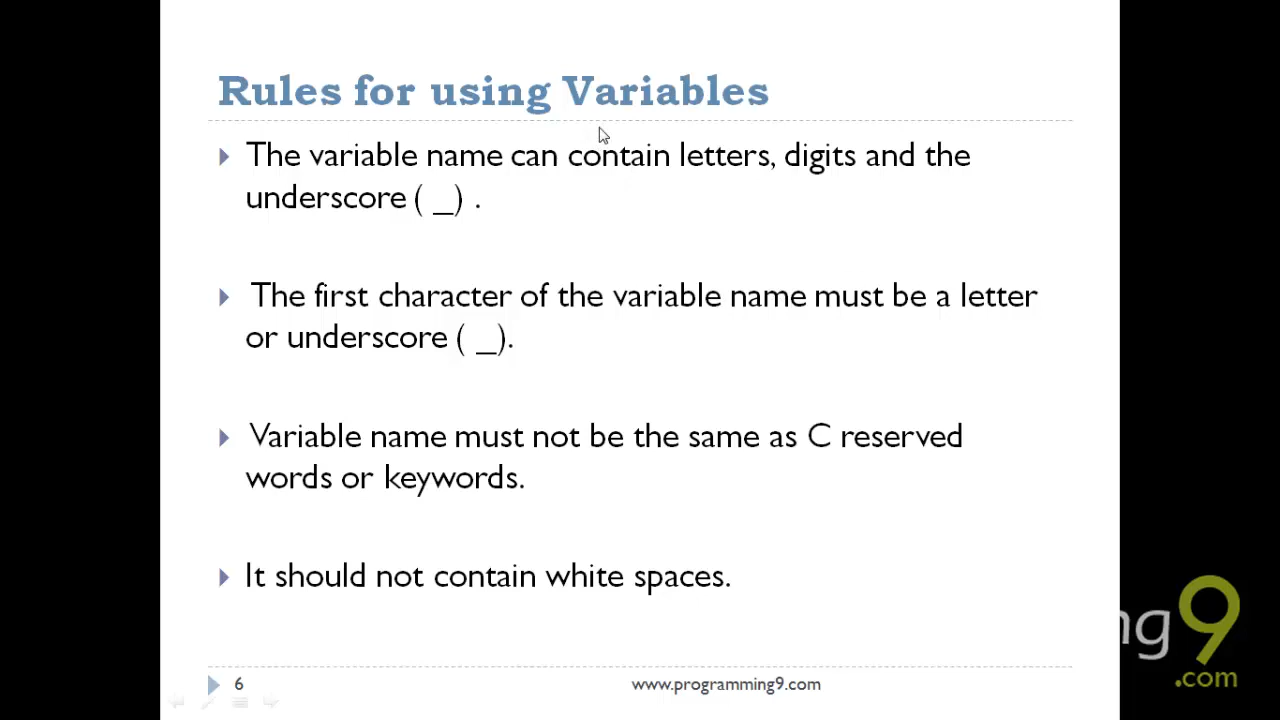 Rules for using Variables
The variable name can contain letters, digits and the
underscore ( _) .
The first character of the variable name must be a letter
or underscore ( _).
Variable name must not be the same as C reserved
words or keywords.
It should not contain white spaces.
ng9
.com
6 www.programming9.com